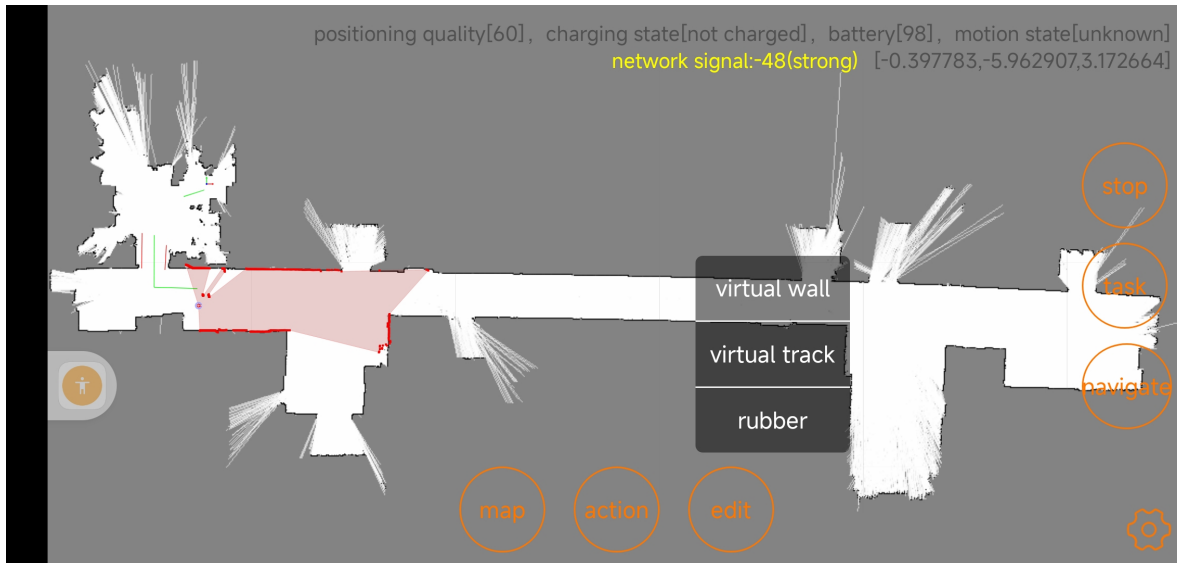 positioning quality[60], charging state[not charged], battery[98], motion state[unknown]
network signal:-48(strong) [-0.397783,-5.962907,3.172664]
stop
task
navigate
virtual wall
virtual track
rubber
map
action
edit